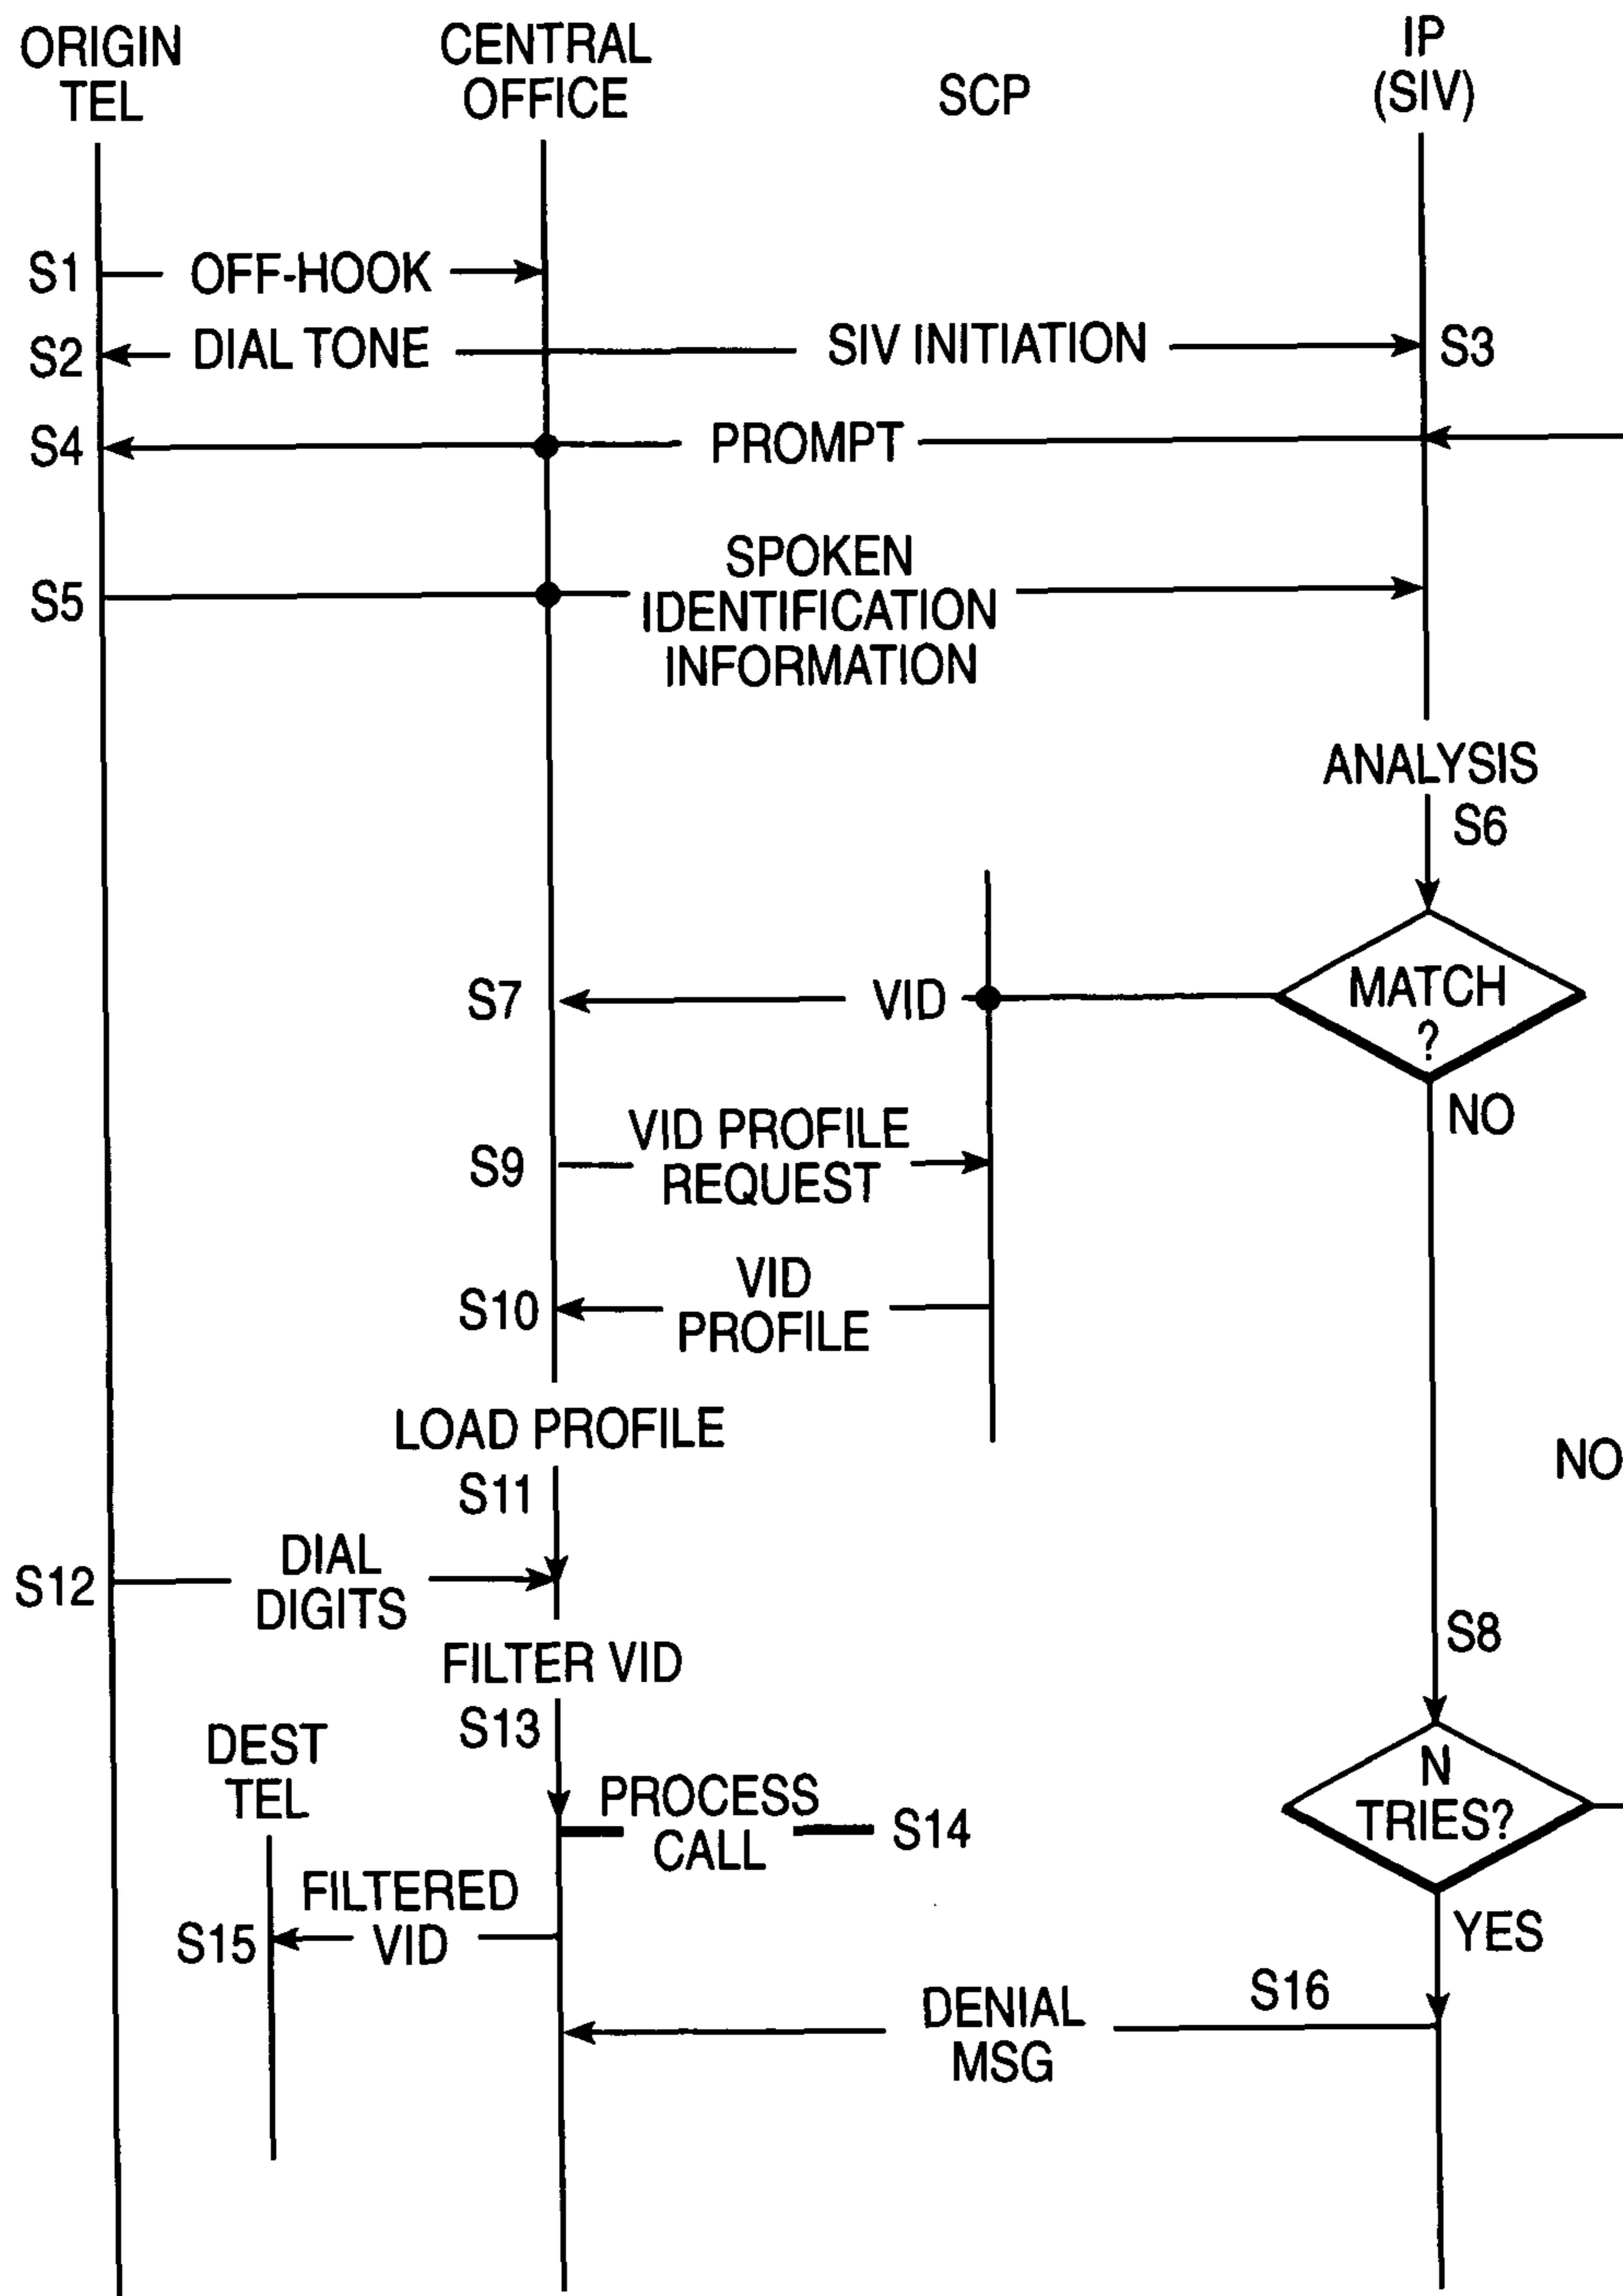 ORIGIN
TEL
CENTRAL
OFFICE
SCP
IP
(SIV)
S1
OFF-HOOK
S2
DIAL TONE
SIV INITIATION
S3
S4
PROMPT
S5
SPOKEN
IDENTIFICATION
INFORMATION
ANALYSIS
S6
S7
VID
MATCH
?
NO
S9
VID PROFILE
REQUEST
S10
VID
PROFILE
LOAD PROFILE
S11
NO
S12
DIAL
DIGITS
S8
FILTER VID
S13
DEST
TEL
PROCESS
CALL
S14
N
TRIES?
S15
FILTERED
VID
YES
S16
DENIAL
MSG